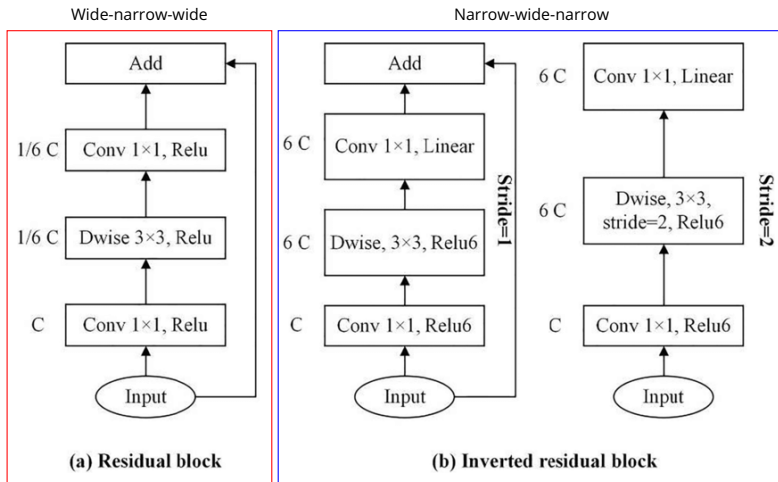 Wide-narrow-wide
Add
1/6 C
Conv 1×1, Relu
1/6 C
Dwise 3×3, Relu
C
Conv 1×1, Relu
Input
(a) Residual block
Narrow-wide-narrow
Add
6 C
Conv 1×1, Linear
6 C
Dwise, 3×3, Relu6
C
Conv 1×1, Relu6
Input
Stride=1
6 C
Conv 1×1, Linear
6 C
Dwise, 3×3,
stride=2, Relu6
C
Conv 1×1, Relu6
Input
Stride=2
(b) Inverted residual block